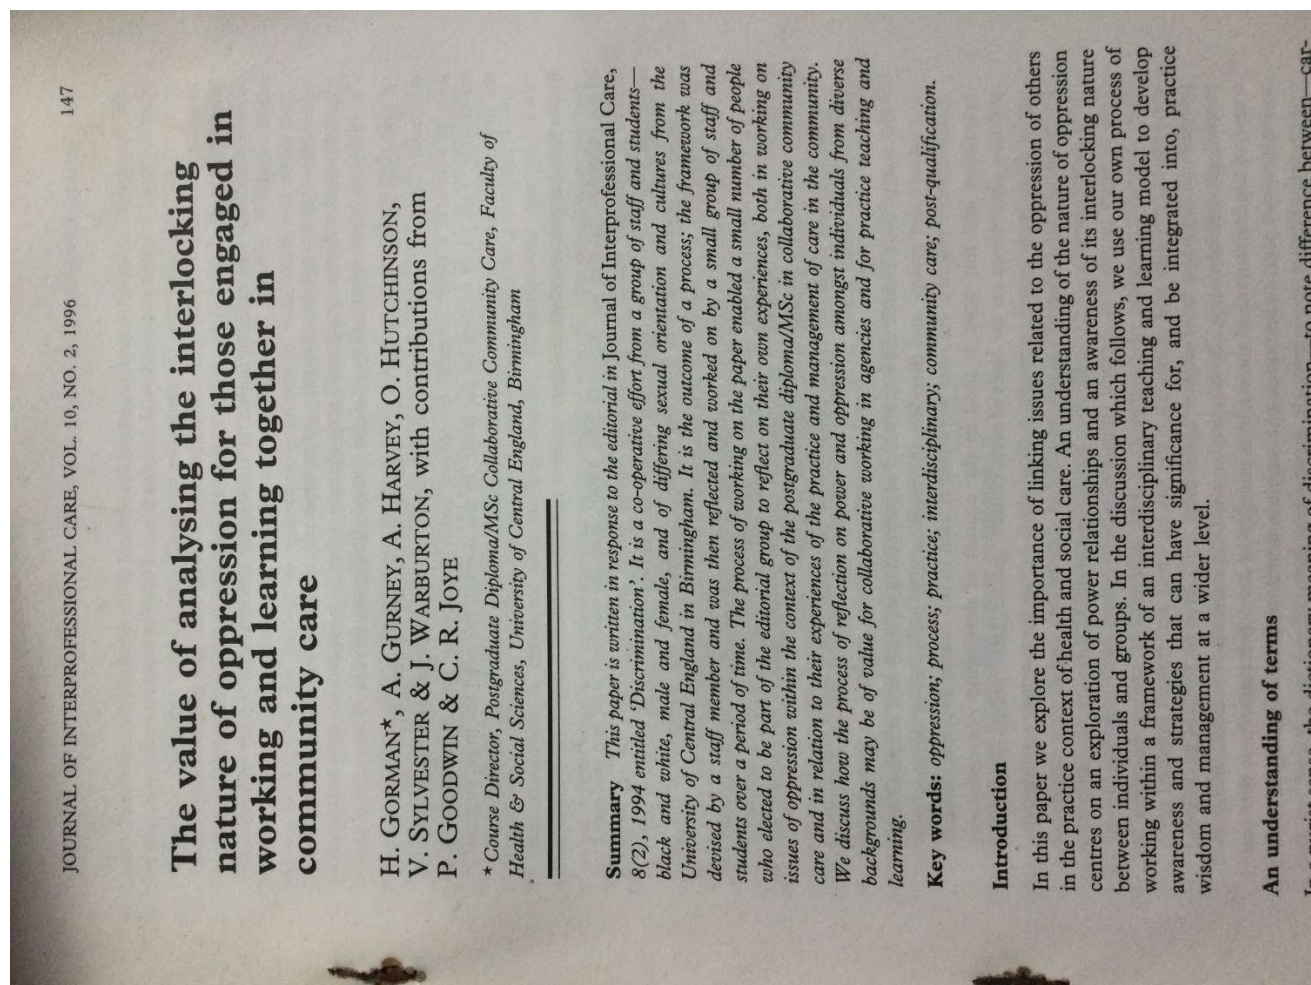 JOURNAL OF INTERPROFESSIONAL CARE, VOL. 10, NO. 2, 1996 147
The value of analysing the interlocking
nature of oppression for those engaged in
working and learning together in
community care
H. GORMAN*, A. GURNEY, A. HARVEY, O. HUTCHINSON,
V. SYLVESTER & J. WARBURTON, with contributions from
P. GOODWIN & C. R. JOYE
* Course Director, Postgraduate Diploma/MSc Collaborative Community Care, Faculty of
Health & Social Sciences, University of Central England, Birmingham
Summary This paper is written in response to the editorial in Journal of Interprofessional Care,
8(2), 1994 entitled ‘Discrimination’. It is a co-operative effort from a group of staff and students—
black and white, male and female, and of differing sexual orientation and cultures from the
University of Central England in Birmingham. It is the outcome of a process; the framework was
devised by a staff member and was then reflected and worked on by a small group of staff and
students over a period of time. The process of working on the paper enabled a small number of people
who elected to be part of the editorial group to reflect on their own experiences, both in working on
issues of oppression within the context of the postgraduate diploma/MSc in collaborative community
care and in relation to their experiences of the practice and management of care in the community.
We discuss how the process of reflection on power and oppression amongst individuals from diverse
backgrounds may be of value for collaborative working in agencies and for practice teaching and
learning.
Key words: oppression; process; practice; interdisciplinary; community care; post-qualification.
Introduction
In this paper we explore the importance of linking issues related to the oppression of others
in the practice context of health and social care. An understanding of the nature of oppression
centres on an exploration of power relationships and an awareness of its interlocking nature
between individuals and groups. In the discussion which follows, we use our own process of
working within a framework of an interdisciplinary teaching and learning model to develop
awareness and strategies that can have significance for, and be integrated into, practice
wisdom and management at a wider level.
An understanding of terms
difference between—car-